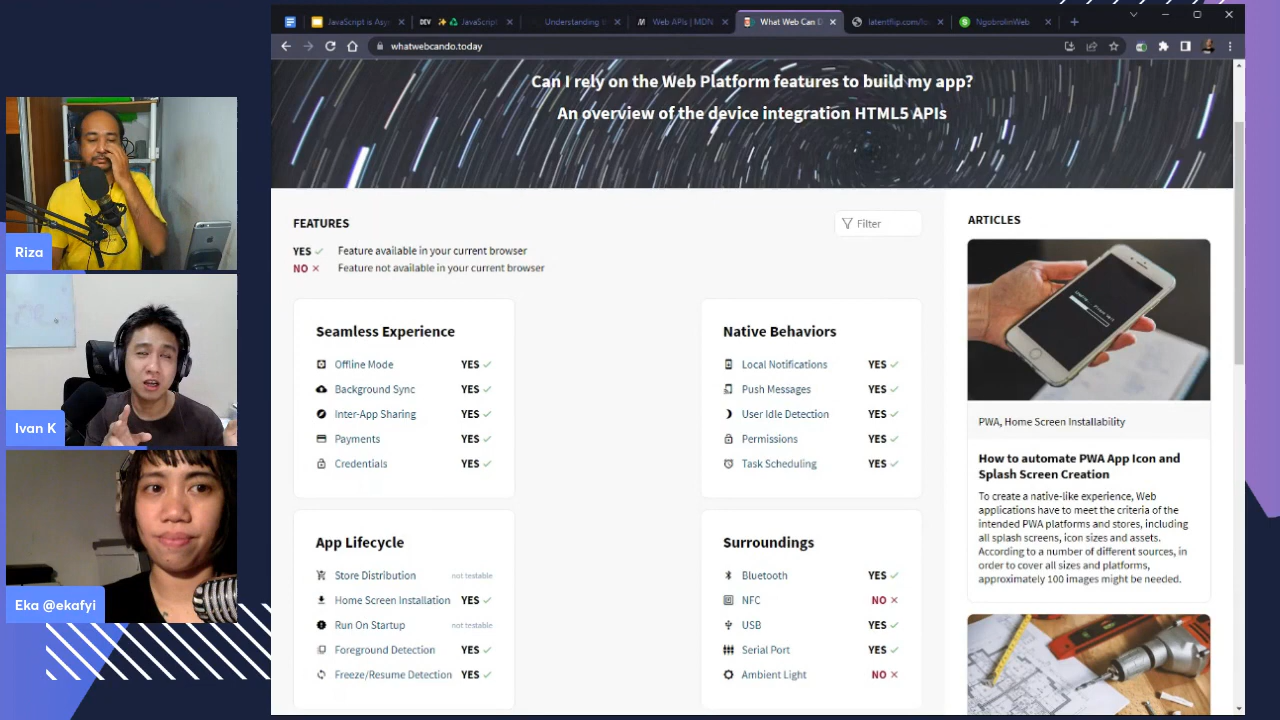 JavaScript is Asy
DEV
JavaScript
Understanding th
Web APIs | MDN
What Web Can D
latentflip.com/lo
NgobrolinWeb
whatwebcando.today
Can I rely on the Web Platform features to build my app?
An overview of the device integration HTML5 APIs
FEATURES
Filter
YES ✓ Feature available in your current browser
NO ✕ Feature not available in your current browser
Seamless Experience
Offline Mode YES ✓
Background Sync YES ✓
Inter-App Sharing YES ✓
Payments YES ✓
Credentials YES ✓
Native Behaviors
Local Notifications YES ✓
Push Messages YES ✓
User Idle Detection YES ✓
Permissions YES ✓
Task Scheduling YES ✓
App Lifecycle
Store Distribution not testable
Home Screen Installation YES ✓
Run On Startup not testable
Foreground Detection YES ✓
Freeze/Resume Detection YES ✓
Surroundings
Bluetooth YES ✓
NFC NO ✕
USB YES ✓
Serial Port YES ✓
Ambient Light NO ✕
ARTICLES
PWA, Home Screen Installability
How to automate PWA App Icon and
Splash Screen Creation
To create a native-like experience, Web
applications have to meet the criteria of the
intended PWA platforms and stores, including
all splash screens, icon sizes and assets.
According to a number of different sources, in
order to cover all sizes and platforms,
approximately 100 images might be needed.
Riza
Ivan K
Eka @ekafyi